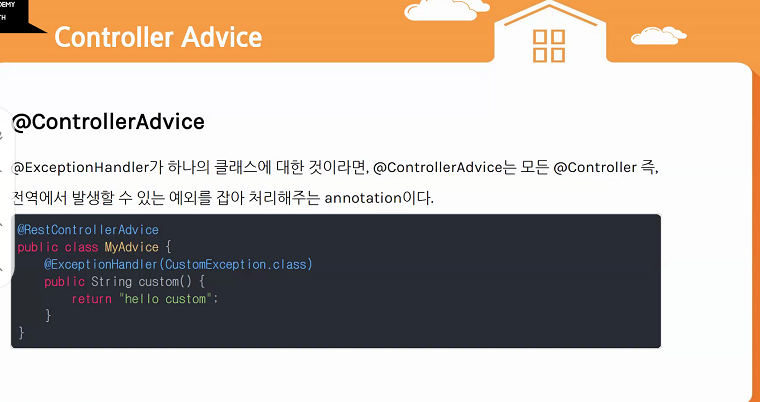 TH
Controller Advice
@ControllerAdvice
@ExceptionHandler가 하나의 클래스에 대한 것이라면, @ControllerAdvice는 모든 @Controller 즉,
전역에서 발생할 수 있는 예외를 잡아 처리해주는 annotation이다.
@RestControllerAdvice
public class MyAdvice {
    @ExceptionHandler(CustomException.class)
    public String custom() {
        return "hello custom";
    }
}